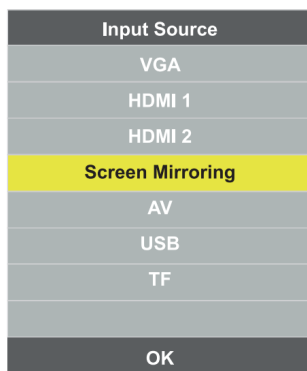 Input Source
VGA
HDMI 1
HDMI 2
Screen Mirroring
AV
USB
TF
OK